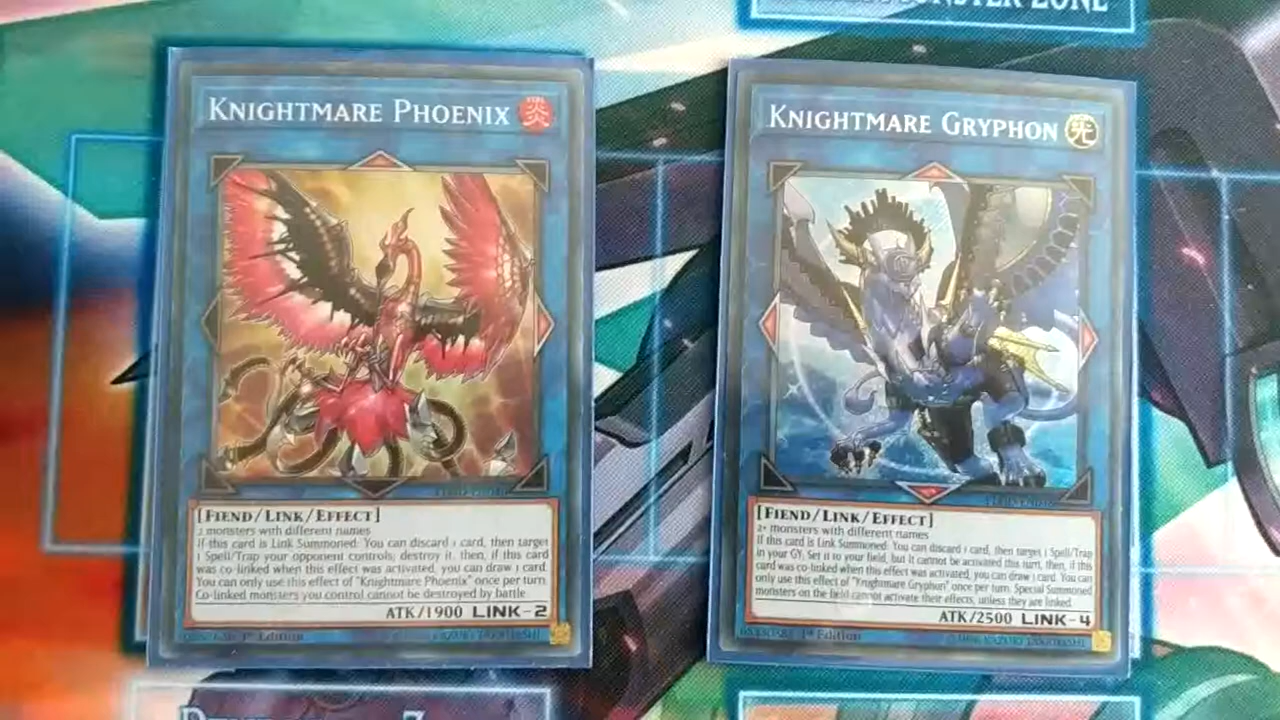 MONSTER ZONE
KNIGHTMARE PHOENIX
炎
[FIEND/LINK/EFFECT]
2 monsters with different names
If this card is Link Summoned: You can discard 1 card, then target
1 Spell/Trap your opponent controls; destroy it, then, if this card
was co-linked when this effect was activated, you can draw 1 card.
You can only use this effect of "Knightmare Phoenix" once per turn.
Co-linked monsters you control cannot be destroyed by battle.
ATK/1900 LINK-2
1st Edition
KNIGHTMARE GRYPHON
光
[FIEND/LINK/EFFECT]
2+ monsters with different names
If this card is Link Summoned: You can discard 1 card, then target 1 Spell/Trap
in your GY; Set it to your field, but it cannot be activated this turn, then, if this
card was co-linked when this effect was activated, you can draw 1 card. You can
only use this effect of "Knightmare Gryphon" once per turn. Special Summoned
monsters on the field cannot activate their effects, unless they are linked.
ATK/2500 LINK-4
1st Edition